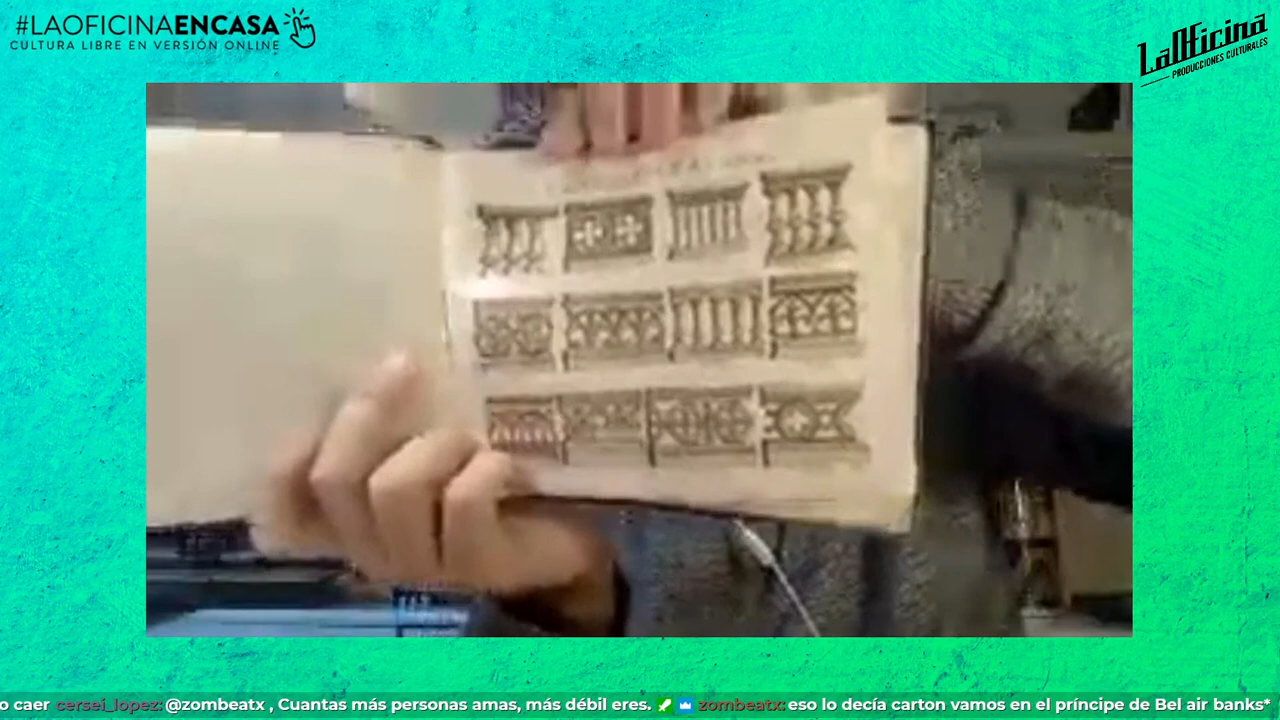 #LAOFICINAENCASA
CULTURA LIBRE EN VERSIÓN ONLINE
LaOficina
PRODUCCIONES CULTURALES
o caer cersei_lopez: @zombeatx , Cuantas más personas amas, más débil eres. zombeatx: eso lo decía carton vamos en el príncipe de Bel air banks*